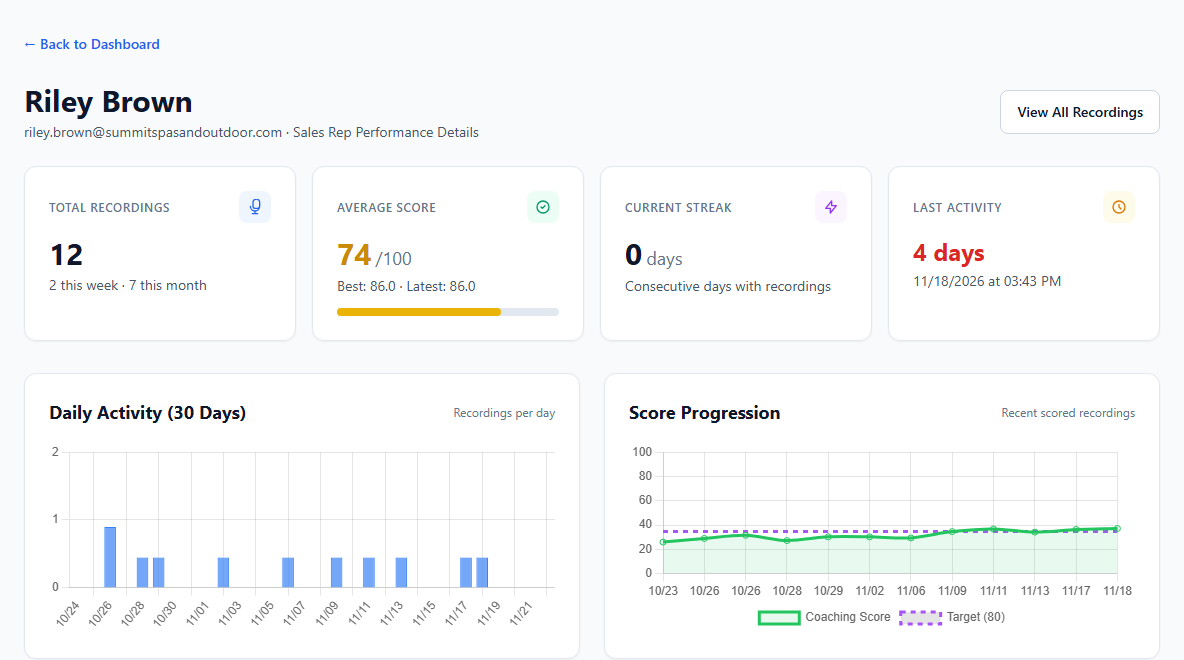 ← Back to Dashboard
Riley Brown
riley.brown@summitspasandoutdoor.com · Sales Rep Performance Details
View All Recordings
TOTAL RECORDINGS
12
2 this week · 7 this month
AVERAGE SCORE
74 /100
Best: 86.0 · Latest: 86.0
CURRENT STREAK
0 days
Consecutive days with recordings
LAST ACTIVITY
4 days
11/18/2026 at 03:43 PM
Daily Activity (30 Days)
Recordings per day
2
1
0
10/24 10/26 10/28 10/30 11/01 11/03 11/05 11/07 11/09 11/11 11/13 11/15 11/17 11/19 11/21
Score Progression
Recent scored recordings
100
80
60
40
20
0
10/23 10/26 10/26 10/28 10/29 11/02 11/06 11/09 11/11 11/13 11/17 11/18
Coaching Score Target (80)